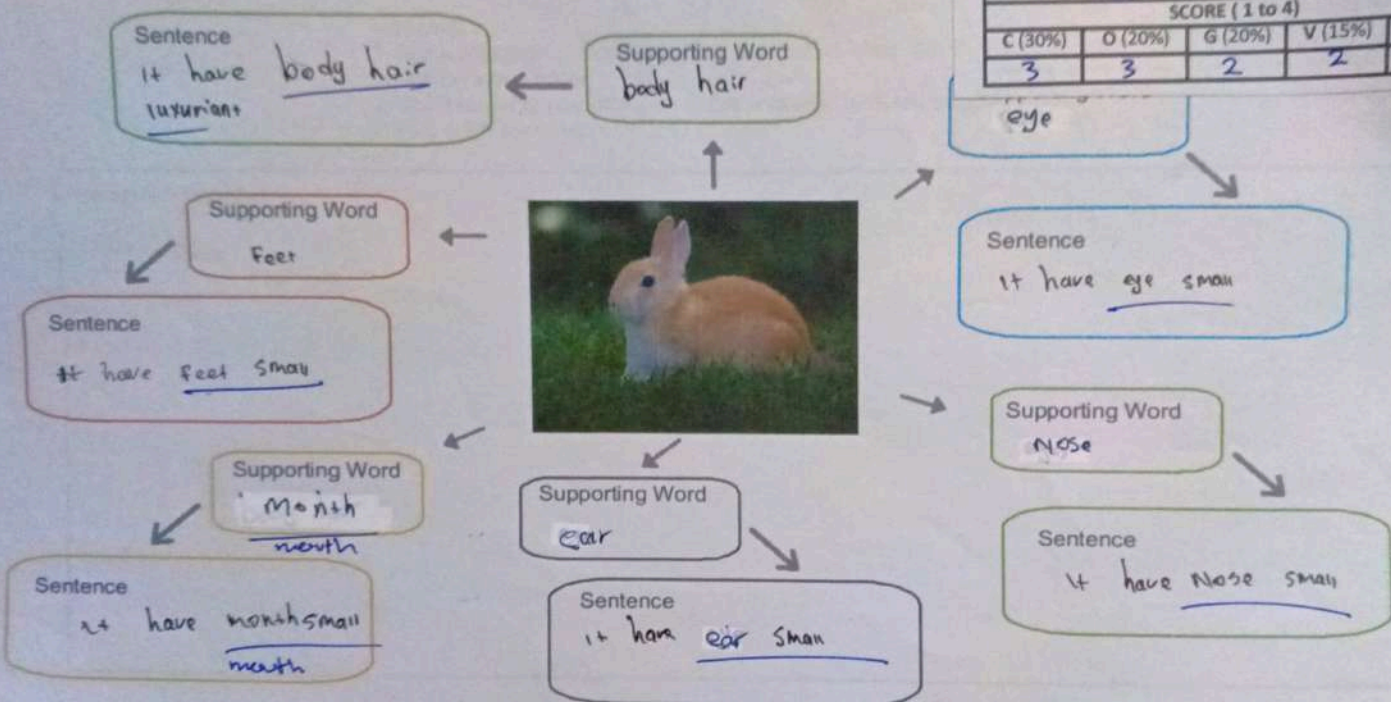 SCORE ( 1 to 4)
C (30%) O (20%) G (20%) V (15%)
3 3 2 2
Sentence
It have body hair
luxuriant
Supporting Word
body hair
eye
Sentence
It have eye small
Supporting Word
Feet
Sentence
It have feet small
Supporting Word
Nose
Sentence
It have Nose small
Supporting Word
Month
mouth
Sentence
It have month small
mouth
Supporting Word
ear
Sentence
It have ear small